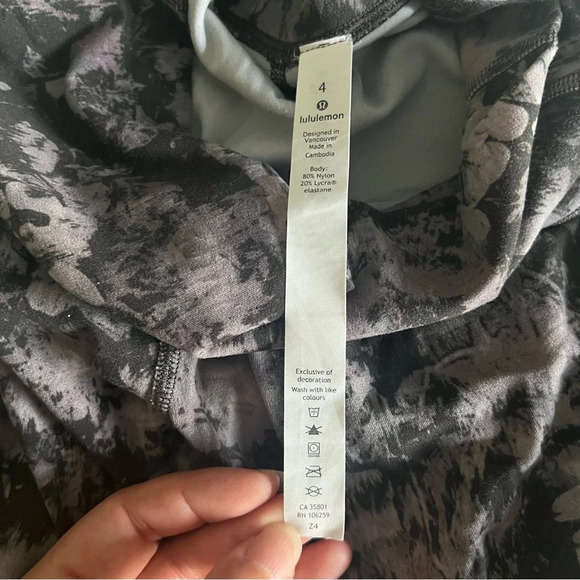 4
lululemon
Designed in
Vancouver
Made in
Cambodia
Body:
80% Nylon
20% Lycra®
elastane
Exclusive of
decoration
Wash with like
colours
CA 35801
RN 106259
Z4